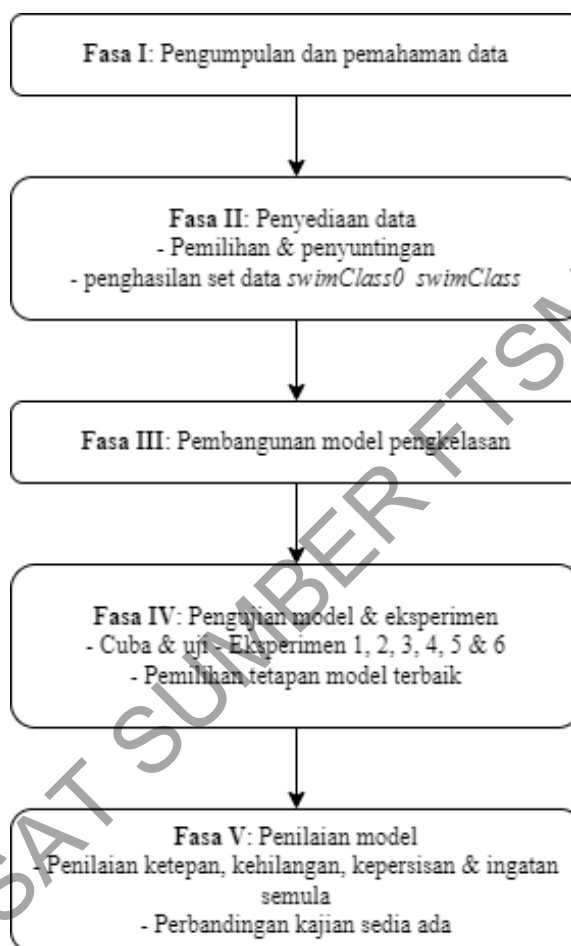 Fasa I: Pengumpulan dan pemahaman data
Fasa II: Penyediaan data
- Pemilihan & penyuntingan
- penghasilan set data swimClass0 swimClass
Fasa III: Pembangunan model pengkelasan
Fasa IV: Pengujian model & eksperimen
- Cuba & uji - Eksperimen 1, 2, 3, 4, 5 & 6
- Pemilihan tetapan model terbaik
Fasa V: Penilaian model
- Penilaian ketepan, kehilangan, kepersisan & ingatan
semula
- Perbandingan kajian sedia ada
SUMBER